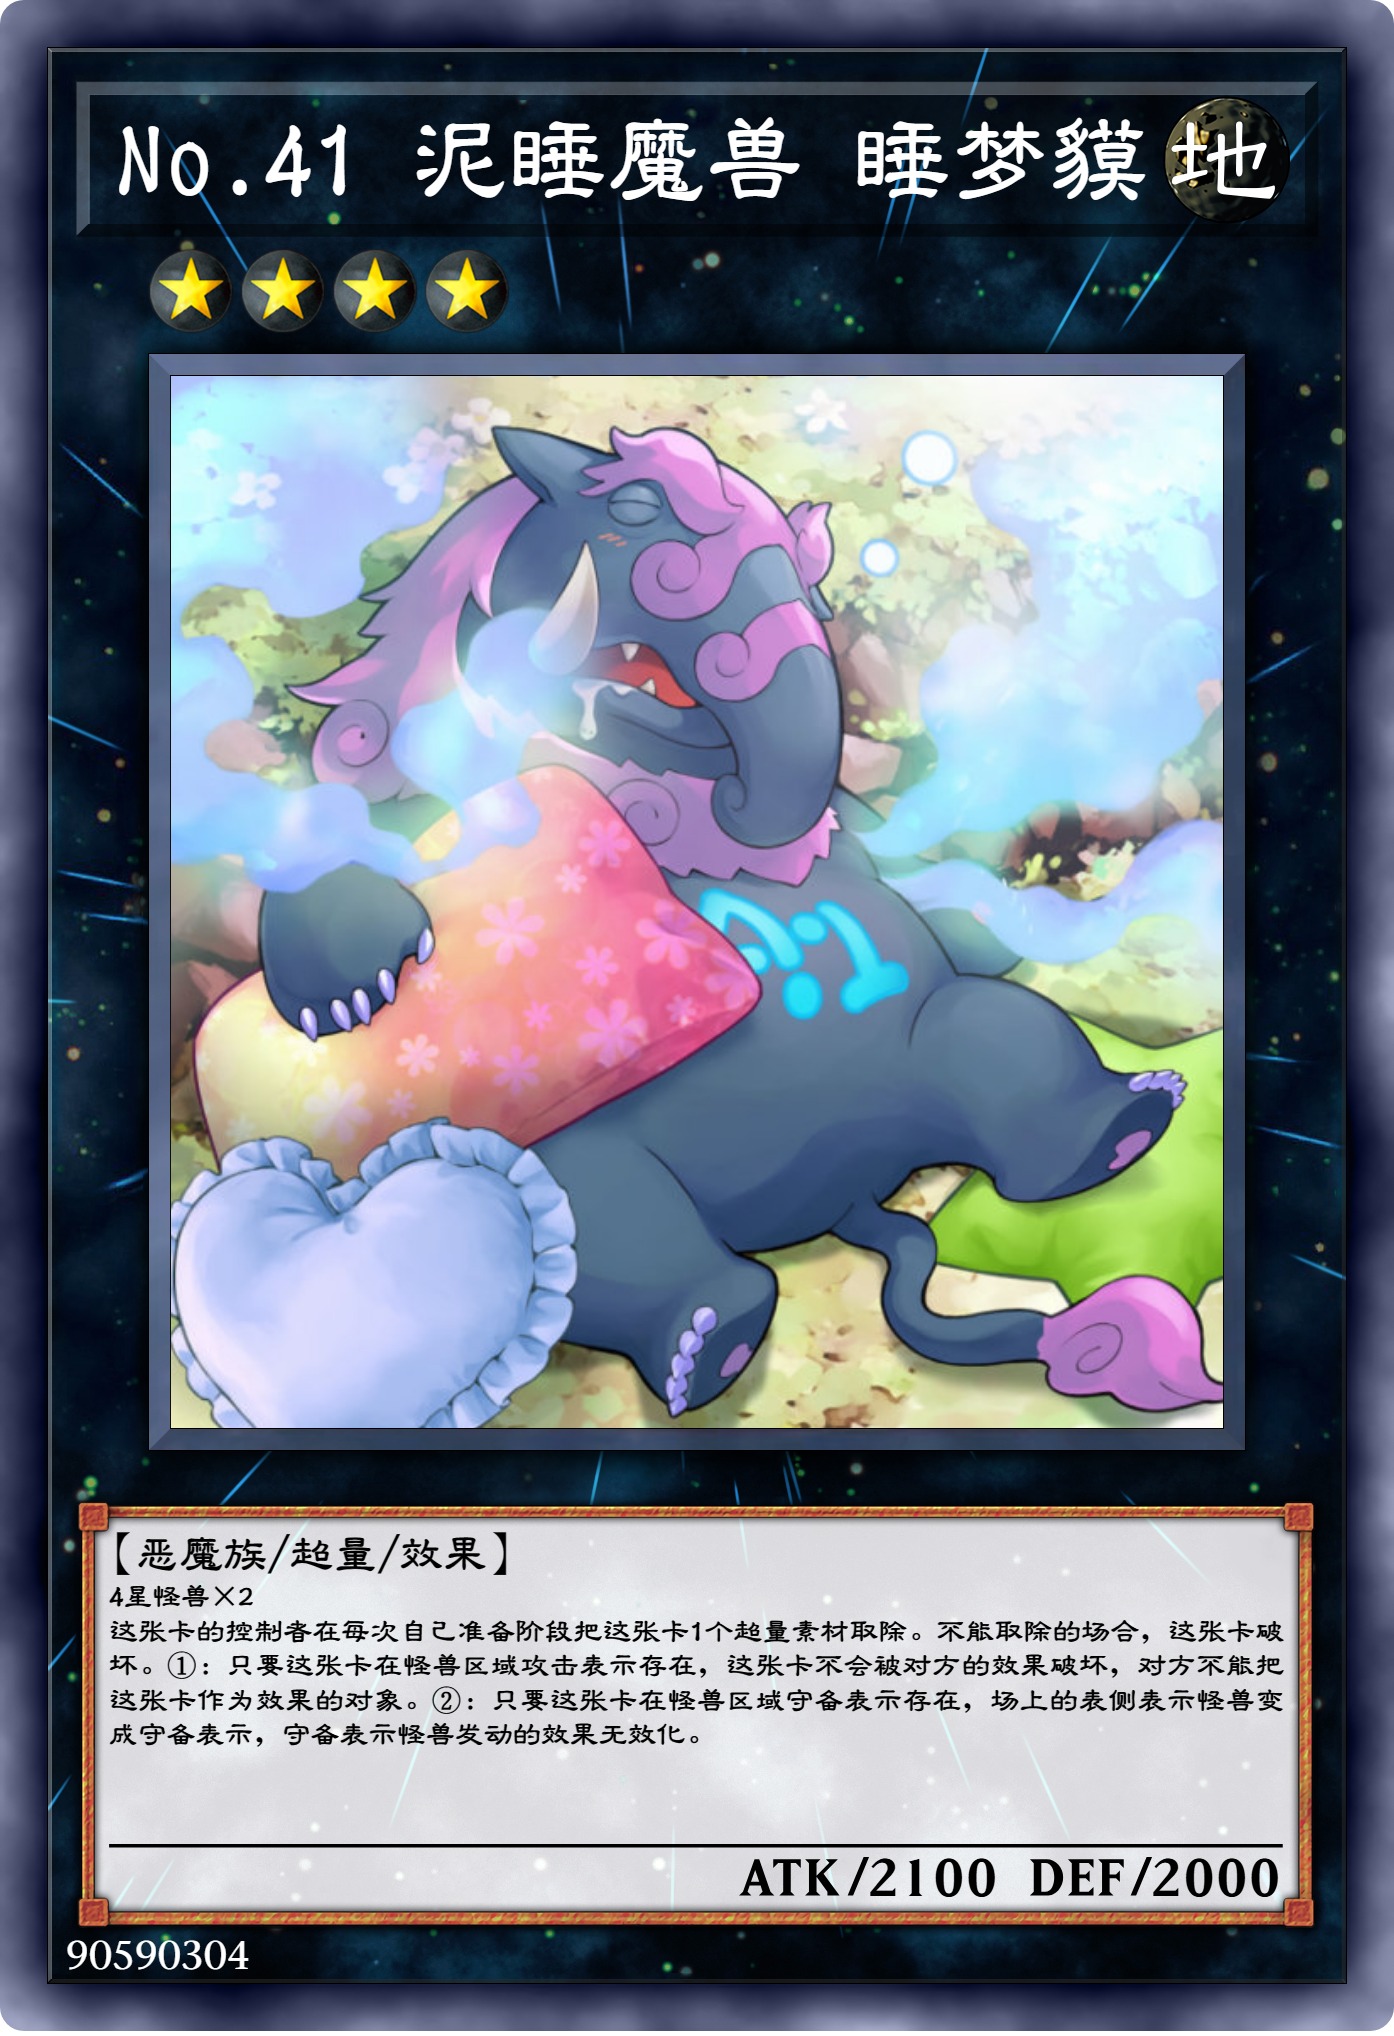 No.41 泥睡魔兽 睡梦貘
地
【恶魔族/超量/效果】
4星怪兽×2
这张卡的控制者在每次自己准备阶段把这张卡1个超量素材取除。不能取除的场合，这张卡破
坏。①：只要这张卡在怪兽区域攻击表示存在，这张卡不会被对方的效果破坏，对方不能把
这张卡作为效果的对象。②：只要这张卡在怪兽区域守备表示存在，场上的表侧表示怪兽变
成守备表示，守备表示怪兽发动的效果无效化。
ATK/2100 DEF/2000
90590304